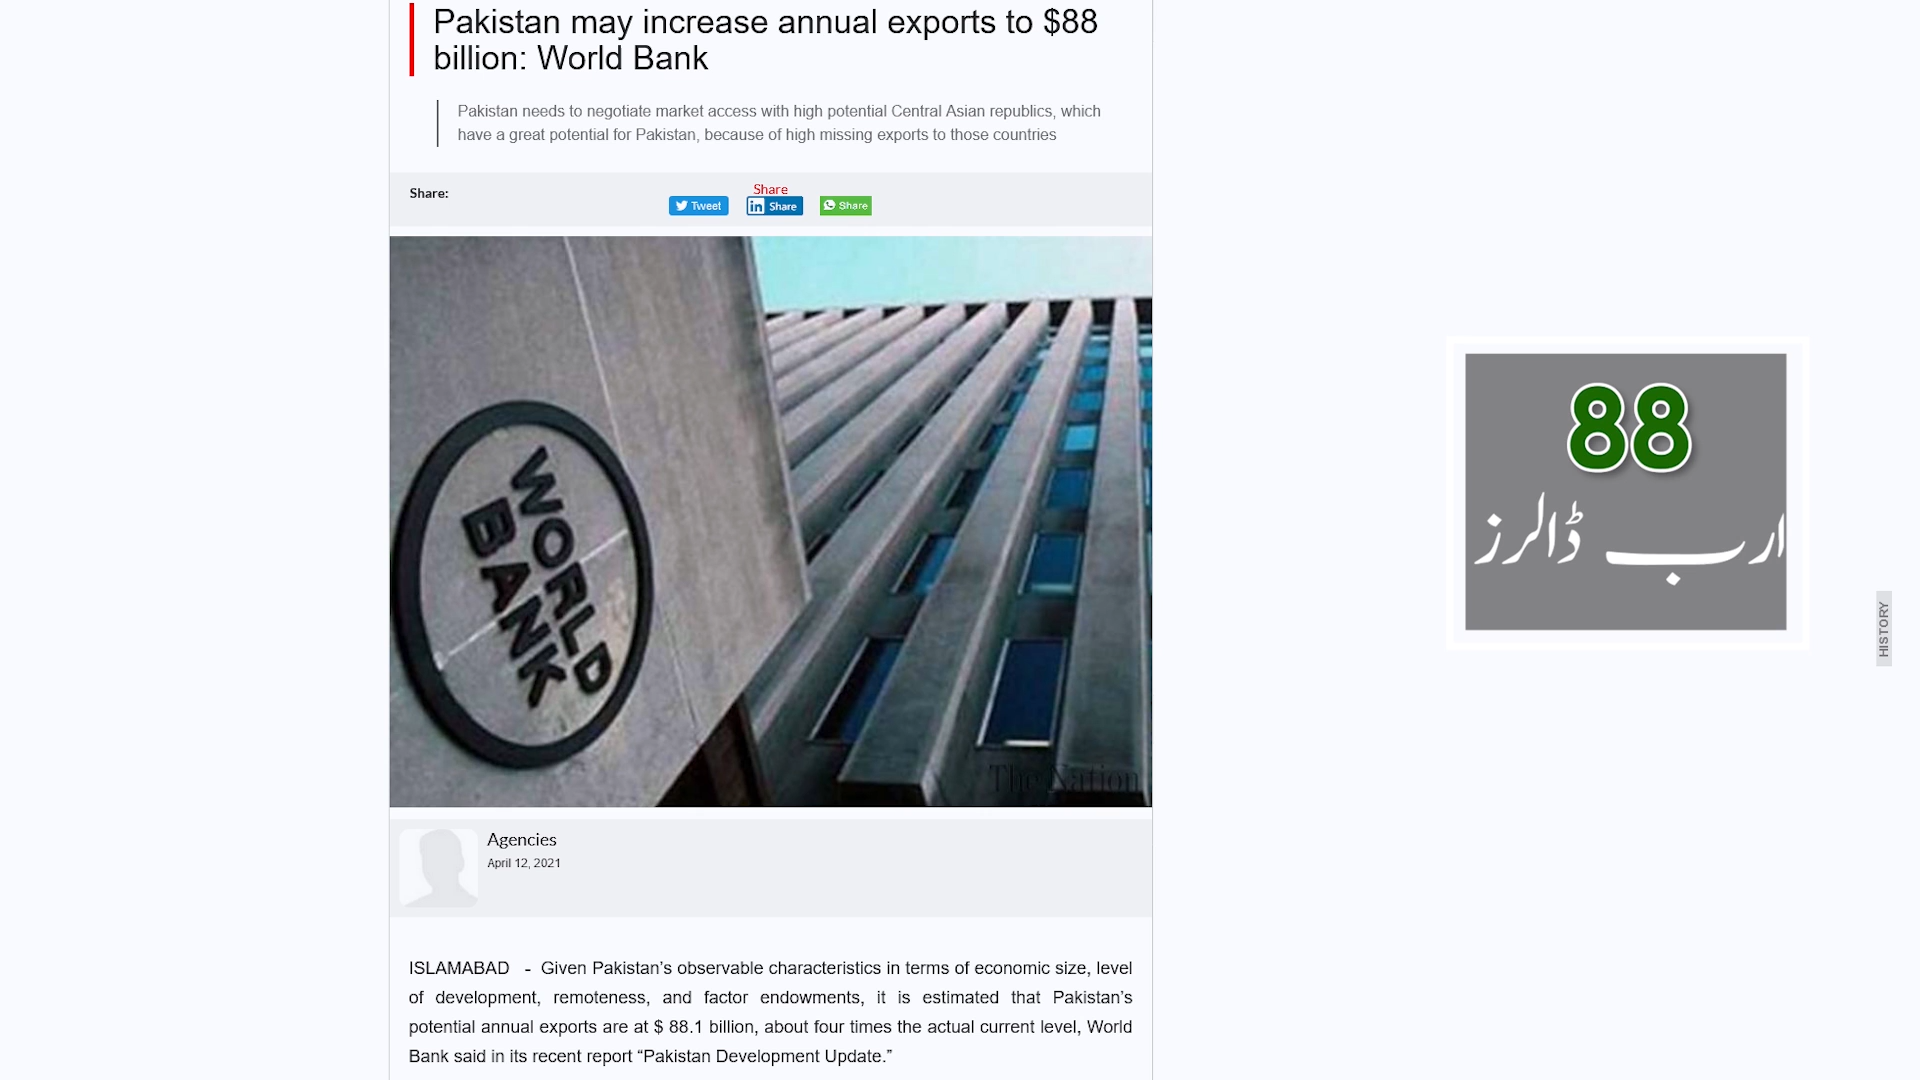 Pakistan may increase annual exports to $88
billion: World Bank
Pakistan needs to negotiate market access with high potential Central Asian republics, which
have a great potential for Pakistan, because of high missing exports to those countries
Share:
Share
Tweet
in Share
Share
WORLD
BANK
The Nation
Agencies
April 12, 2021
ISLAMABAD - Given Pakistan’s observable characteristics in terms of economic size, level
of development, remoteness, and factor endowments, it is estimated that Pakistan’s
potential annual exports are at $ 88.1 billion, about four times the actual current level, World
Bank said in its recent report “Pakistan Development Update.”
88
ارب ڈالرز
HISTORY